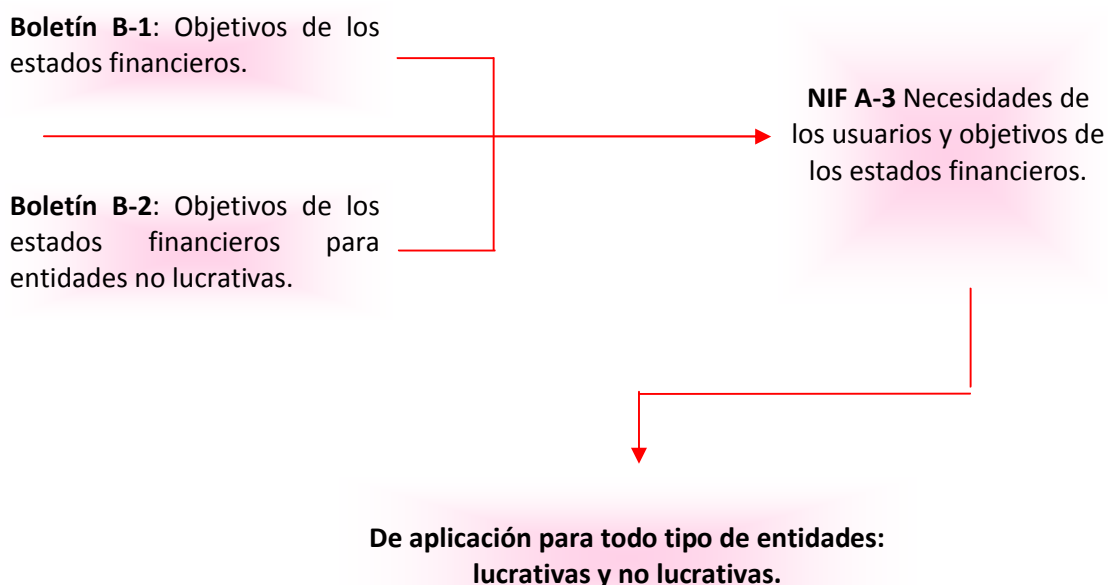 Boletín B-1: Objetivos de los
estados financieros.
NIF A-3 Necesidades de
los usuarios y objetivos de
los estados financieros.
Boletín B-2: Objetivos de los
estados financieros para
entidades no lucrativas.
De aplicación para todo tipo de entidades:
lucrativas y no lucrativas.